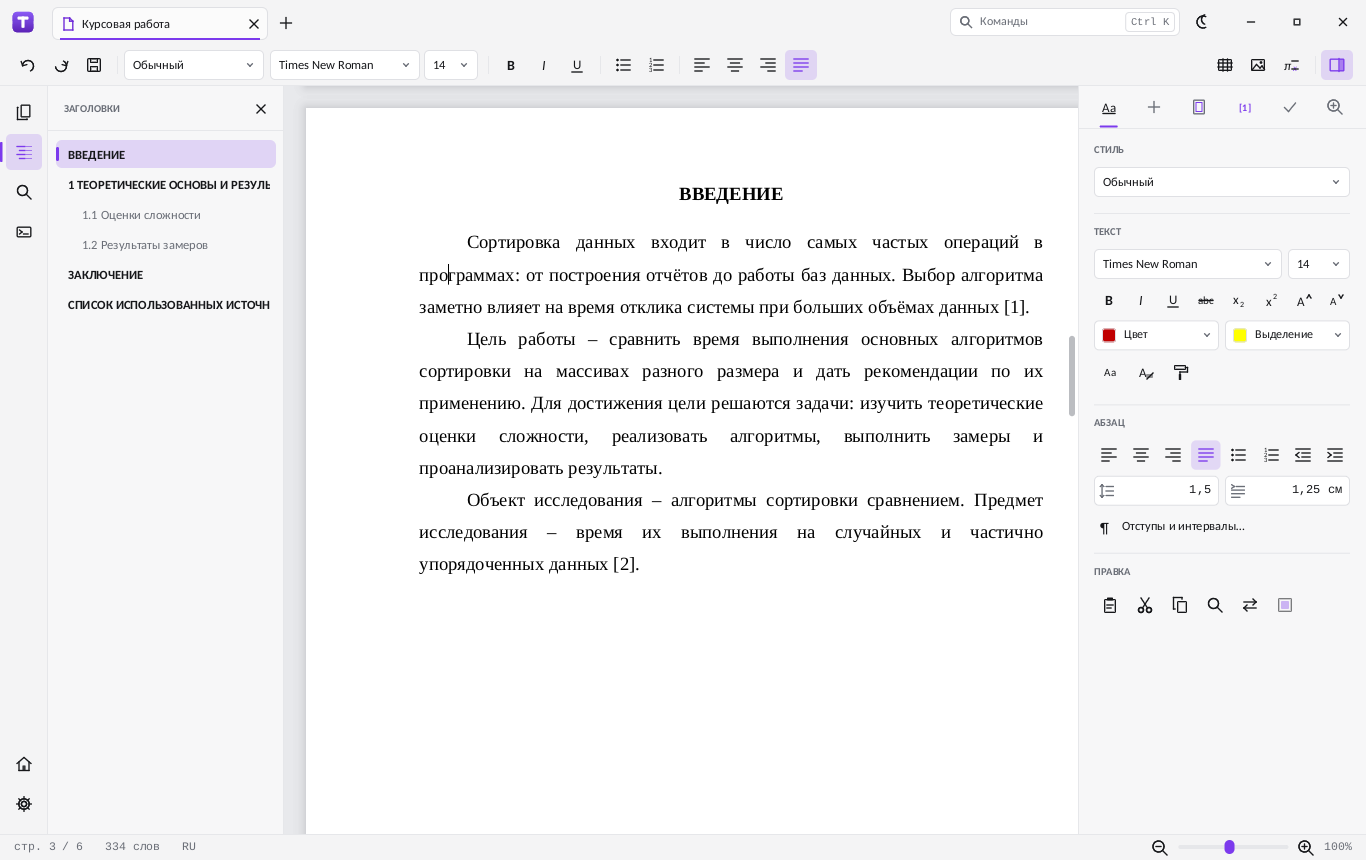 Курсовая работа
Команды Ctrl K
Обычный Times New Roman 14 B I U
ЗАГОЛОВКИ
ВВЕДЕНИЕ
1 ТЕОРЕТИЧЕСКИЕ ОСНОВЫ И РЕЗУЛЬ
1.1 Оценки сложности
1.2 Результаты замеров
ЗАКЛЮЧЕНИЕ
СПИСОК ИСПОЛЬЗОВАННЫХ ИСТОЧН
ВВЕДЕНИЕ
Сортировка данных входит в число самых частых операций в
программах: от построения отчётов до работы баз данных. Выбор алгоритма
заметно влияет на время отклика системы при больших объёмах данных [1].
Цель работы – сравнить время выполнения основных алгоритмов
сортировки на массивах разного размера и дать рекомендации по их
применению. Для достижения цели решаются задачи: изучить теоретические
оценки сложности, реализовать алгоритмы, выполнить замеры и
проанализировать результаты.
Объект исследования – алгоритмы сортировки сравнением. Предмет
исследования – время их выполнения на случайных и частично
упорядоченных данных [2].
Aa [1]
СТИЛЬ
Обычный
ТЕКСТ
Times New Roman 14
B I U abc x2 x2 A A
Цвет Выделение
Aa A
АБЗАЦ
1,5 1,25 см
¶ Отступы и интервалы...
ПРАВКА
стр. 3 / 6 334 слов RU 100%